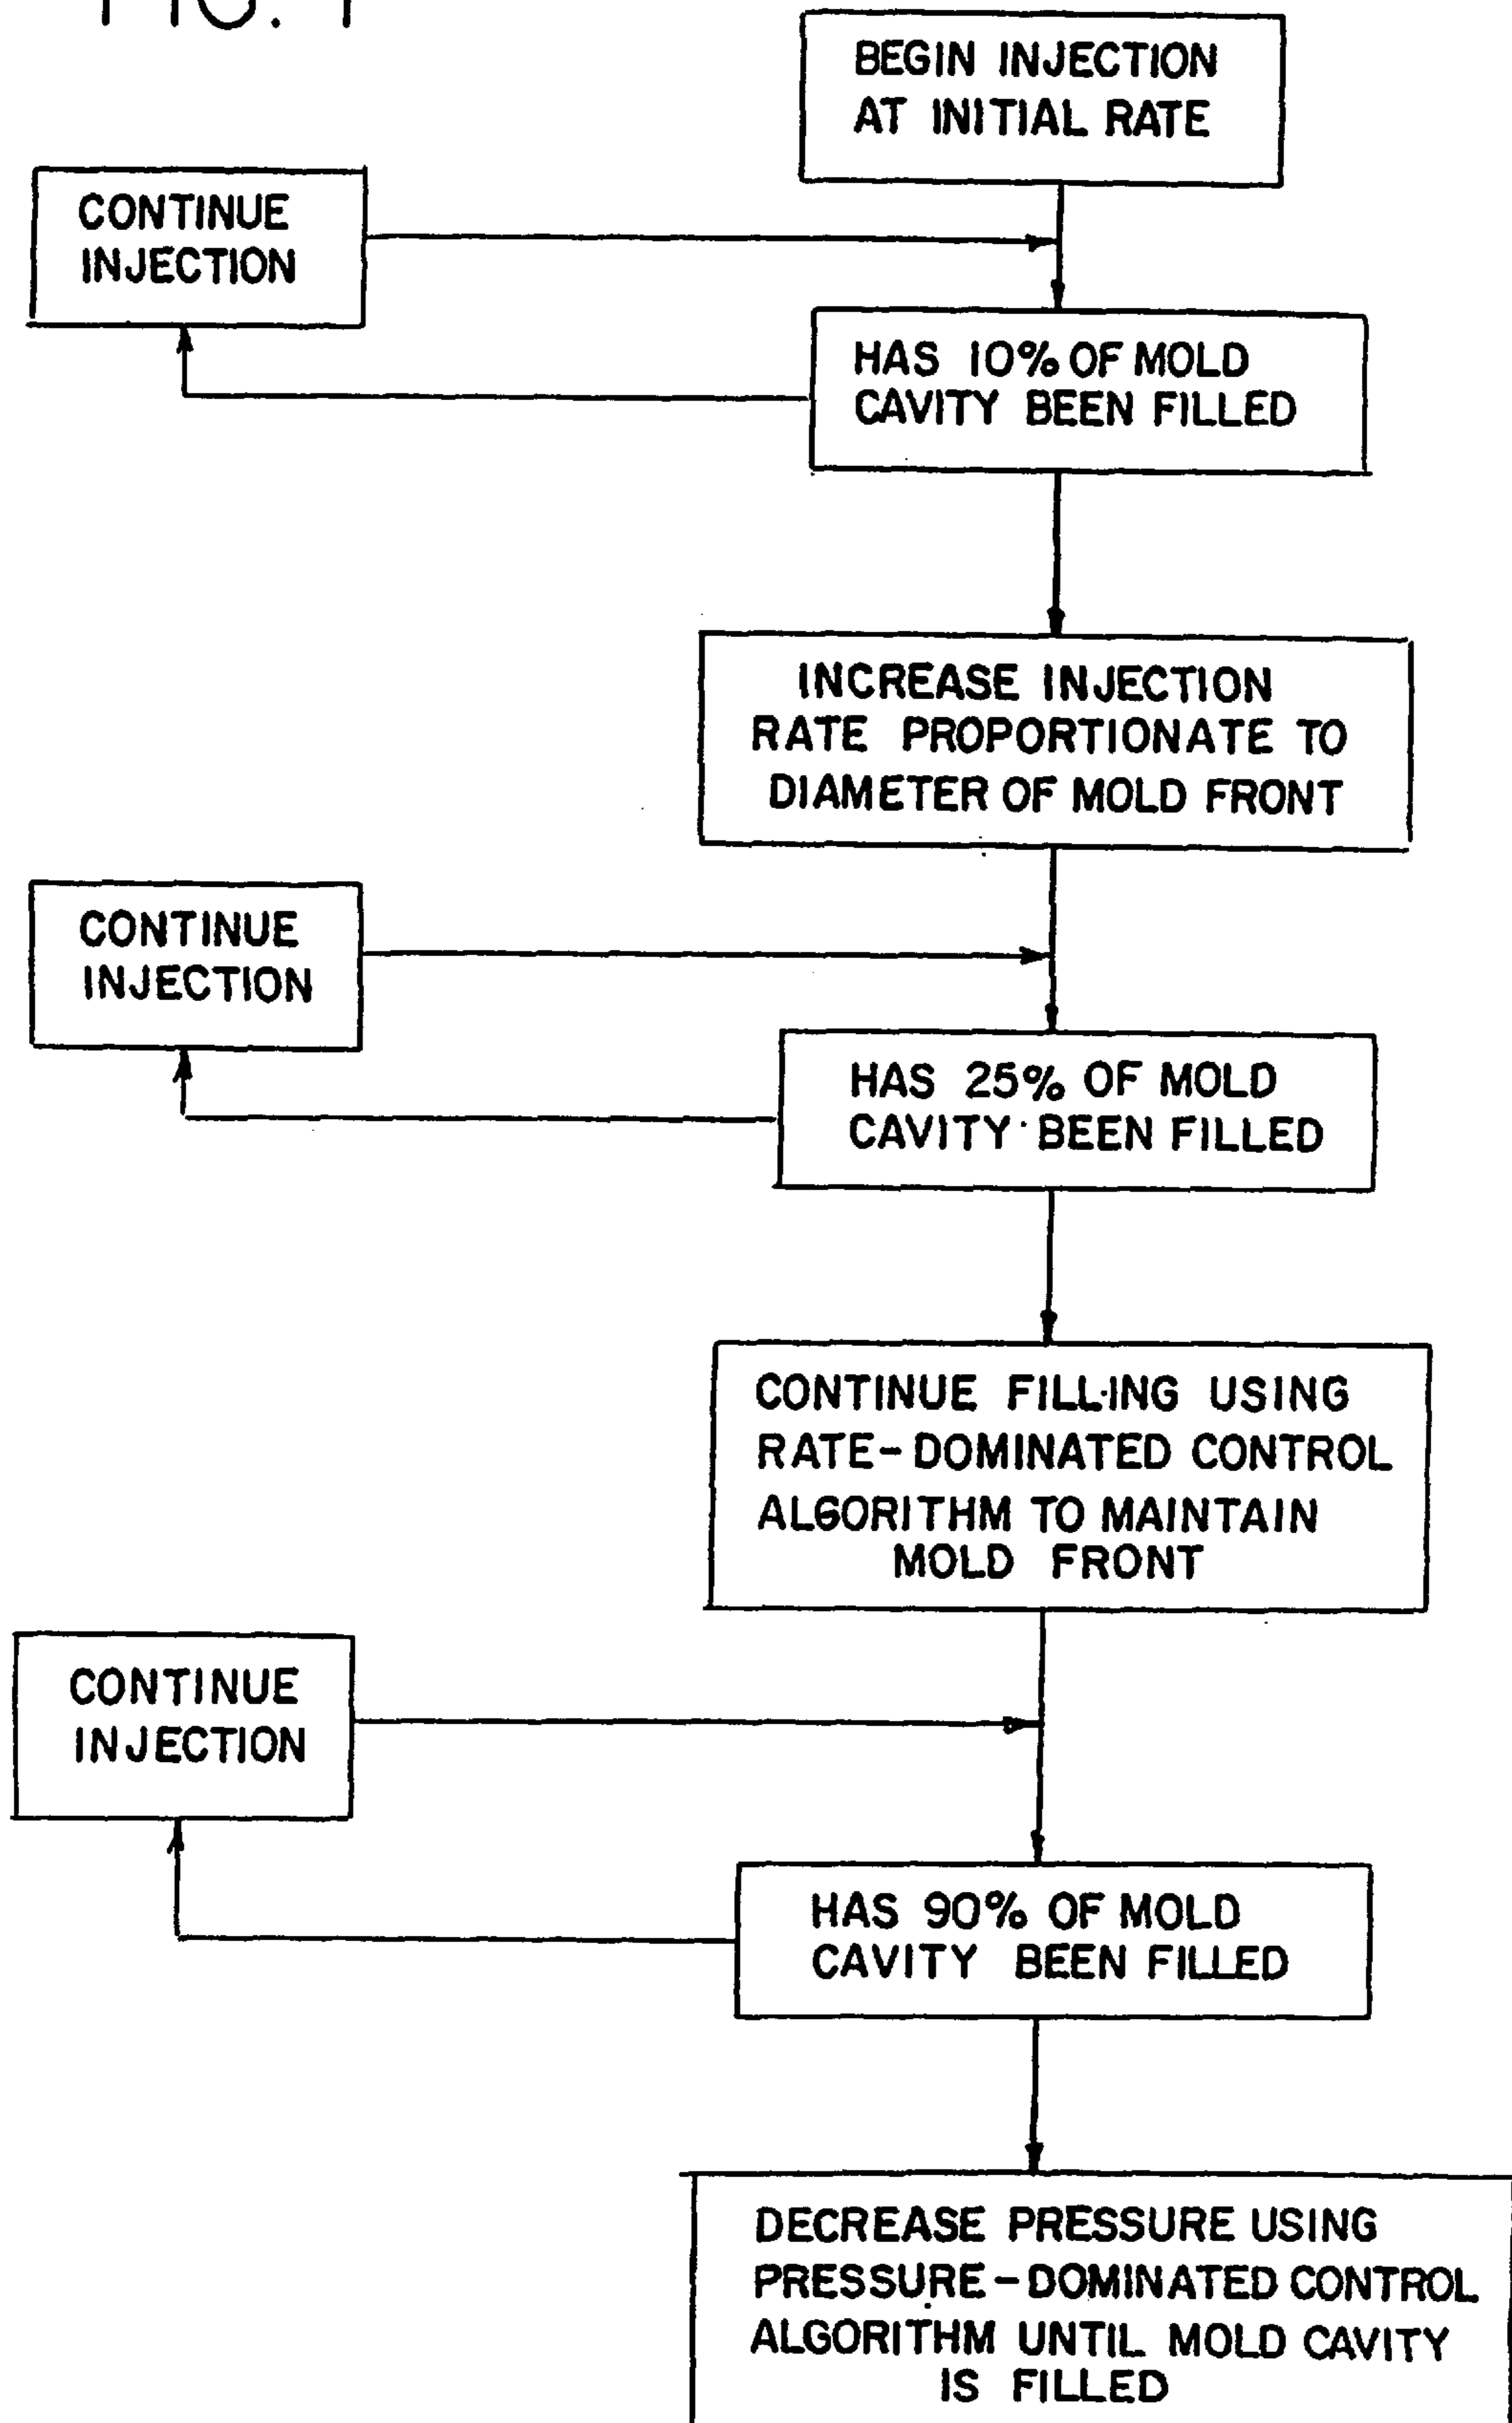 FIG. 1
BEGIN INJECTION
AT INITIAL RATE
CONTINUE
INJECTION
HAS 10% OF MOLD
CAVITY BEEN FILLED
INCREASE INJECTION
RATE PROPORTIONATE TO
DIAMETER OF MOLD FRONT
CONTINUE
INJECTION
HAS 25% OF MOLD
CAVITY BEEN FILLED
CONTINUE FILLING USING
RATE-DOMINATED CONTROL
ALGORITHM TO MAINTAIN
MOLD FRONT
CONTINUE
INJECTION
HAS 90% OF MOLD
CAVITY BEEN FILLED
DECREASE PRESSURE USING
PRESSURE-DOMINATED CONTROL
ALGORITHM UNTIL MOLD CAVITY
IS FILLED